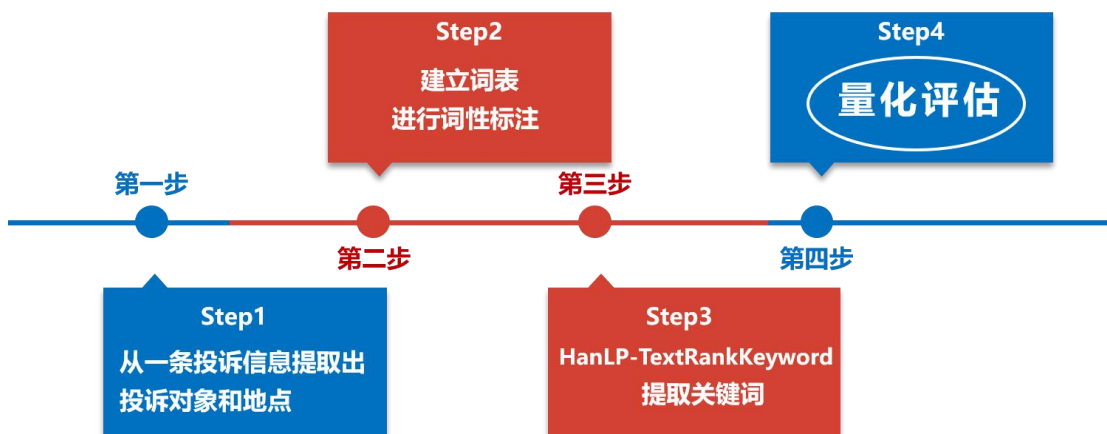 Step2
建立词表
进行词性标注
Step4
量化评估
第一步
第三步
第二步
第四步
Step1
从一条投诉信息提取出
投诉对象和地点
Step3
HanLP-TextRankKeyword
提取关键词